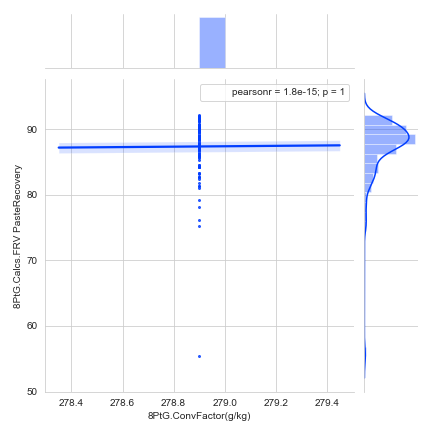 pearsonr = 1.8e-15; p = 1
90
80
70
60
50
8PtG.Calcs.FRV PasteRecovery
278.4 278.6 278.8 279.0 279.2 279.4
8PtG.ConvFactor(g/kg)